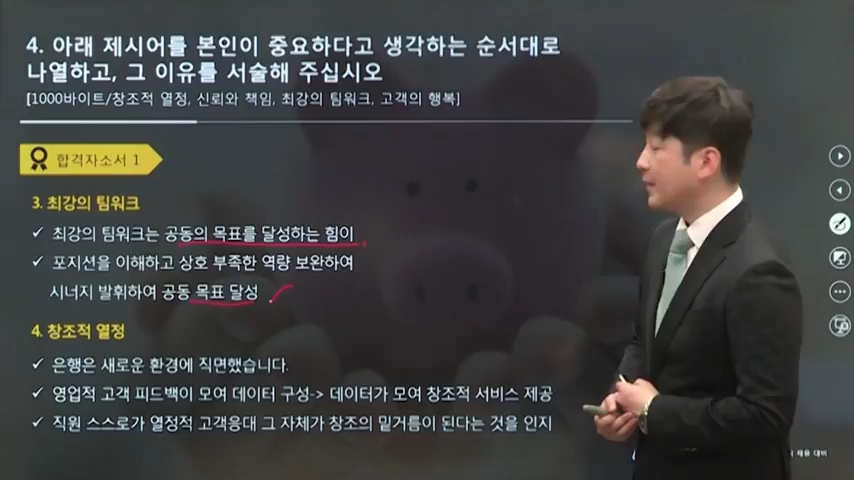 4. 아래 제시어를 본인이 중요하다고 생각하는 순서대로
나열하고, 그 이유를 서술해 주십시오
[1000바이트/창조적 열정, 신뢰와 책임, 최강의 팀워크, 고객의 행복]
합격자소서 1
3. 최강의 팀워크
✓ 최강의 팀워크는 공동의 목표를 달성하는 힘이
✓ 포지션을 이해하고 상호 부족한 역량 보완하여
시너지 발휘하여 공동 목표 달성
4. 창조적 열정
✓ 은행은 새로운 환경에 직면했습니다.
✓ 영업적 고객 피드백이 모여 데이터 구성-> 데이터가 모여 창조적 서비스 제공
✓ 직원 스스로가 열정적 고객응대 그 자체가 창조의 밑거름이 된다는 것을 인지
채용 대비